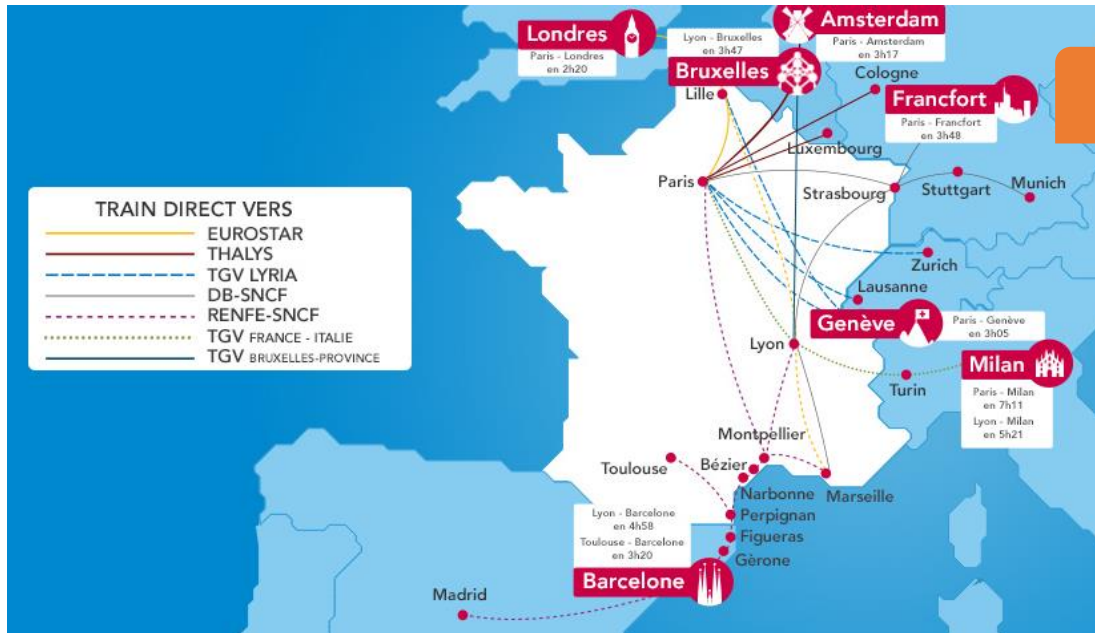 Londres
Paris - Londres
en 2h20
Lyon - Bruxelles
en 3h47
Bruxelles
Amsterdam
Paris - Amsterdam
en 3h17
Cologne
Lille
Francfort
Paris - Francfort
en 3h48
Luxembourg
Paris
Strasbourg
Stuttgart
Munich
TRAIN DIRECT VERS
EUROSTAR
THALYS
TGV LYRIA
DB-SNCF
RENFE-SNCF
TGV FRANCE - ITALIE
TGV BRUXELLES-PROVINCE
Zurich
Lausanne
Genève
Paris - Genève
en 3h05
Lyon
Milan
Paris - Milan
en 7h11
Lyon - Milan
en 5h21
Turin
Montpellier
Toulouse
Bézier
Narbonne
Marseille
Perpignan
Figueras
Gèrone
Lyon - Barcelone
en 4h58
Toulouse - Barcelone
en 3h20
Barcelone
Madrid